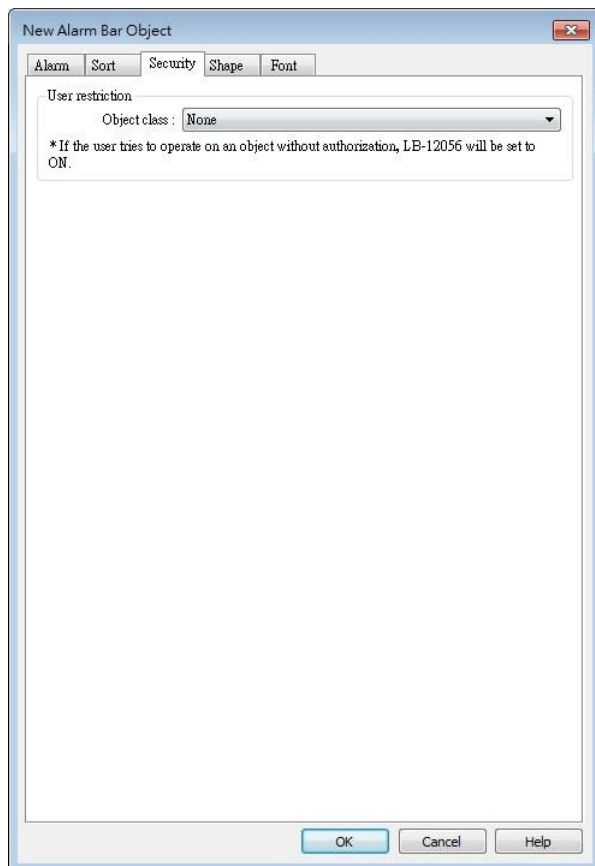 New Alarm Bar Object
Alarm Sort Security Shape Font
User restriction
Object class : None
* If the user tries to operate on an object without authorization, LB-12056 will be set to
ON.
OK Cancel Help